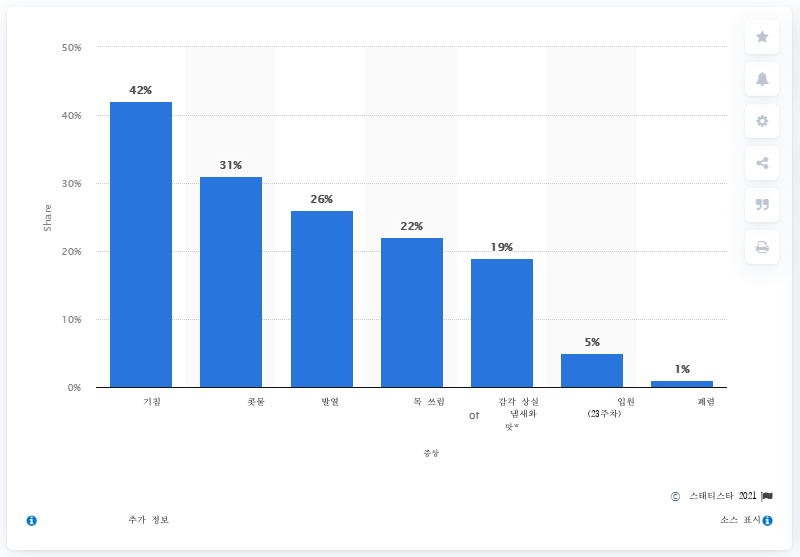 50%
42%
40%
31%
30%
26%
22%
20%
19%
10%
5%
1%
0%
Share
기침
콧물
발열
목 쓰림
감각 상실
of 냄새와
맛*
입원
(23주차)
폐렴
증상
© 스태티스타 2021
추가 정보
소스 표시